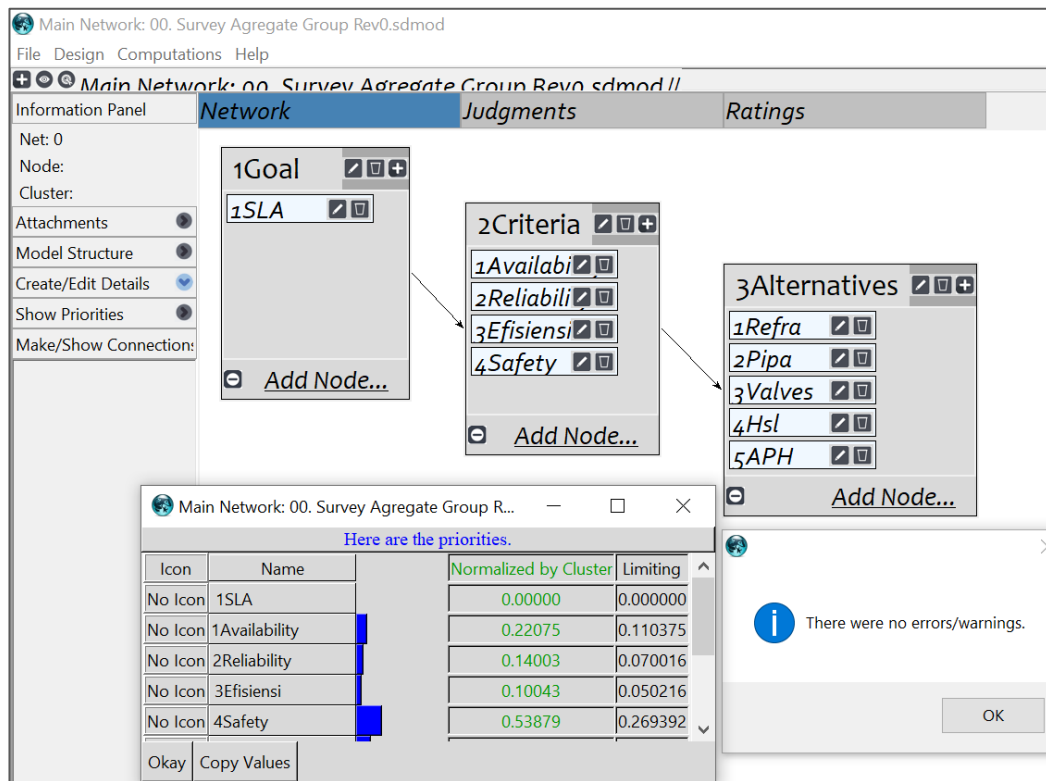 Main Network: 00. Survey Agregate Group Rev0.sdmod
File Design Computations Help
Main Network: 00. Survey Agregate Group Rev0.sdmod//
Information Panel
Net: 0
Node:
Cluster:
Attachments
Model Structure
Create/Edit Details
Show Priorities
Make/Show Connections
Network Judgments Ratings
1Goal
1SLA
Add Node...
2Criteria
1Availabi
2Reliabili
3Efisiensi
4Safety
Add Node...
3Alternatives
1Refra
2Pipa
3Valves
4Hsl
5APH
Add Node...
Main Network: 00. Survey Agregate Group R...
Here are the priorities.
Icon Name Normalized by Cluster Limiting
No Icon 1SLA 0.00000 0.000000
No Icon 1Availability 0.22075 0.110375
No Icon 2Reliability 0.14003 0.070016
No Icon 3Efisiensi 0.10043 0.050216
No Icon 4Safety 0.53879 0.269392
Okay Copy Values
There were no errors/warnings.
OK